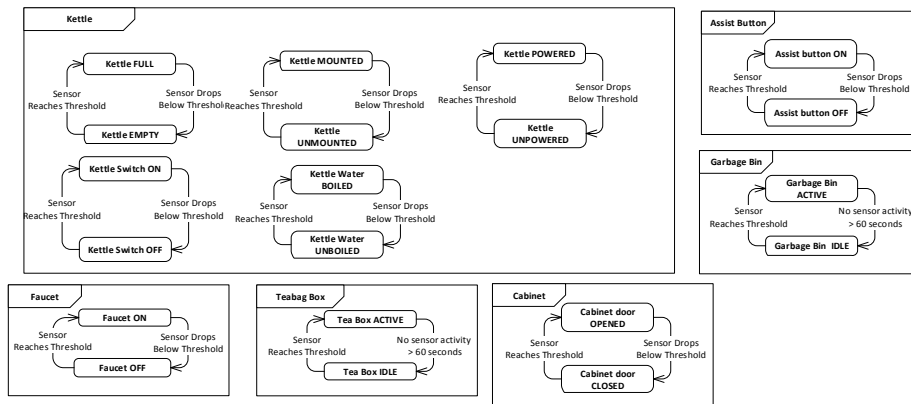 Kettle
Kettle FULL
Sensor
Reaches Threshold
Sensor Drops
Below Threshold
Kettle EMPTY
Kettle MOUNTED
Sensor
Reaches Threshold
Sensor Drops
Below Threshold
Kettle
UNMOUNTED
Kettle POWERED
Sensor
Reaches Threshold
Sensor Drops
Below Threshold
Kettle
UNPOWERED
Kettle Switch ON
Sensor
Reaches Threshold
Sensor Drops
Below Threshold
Kettle Switch OFF
Kettle Water
BOILED
Sensor
Reaches Threshold
Sensor Drops
Below Threshold
Kettle Water
UNBOILED
Assist Button
Assist button ON
Sensor
Reaches Threshold
Sensor Drops
Below Threshold
Assist button OFF
Garbage Bin
Garbage Bin
ACTIVE
Sensor
Reaches Threshold
No sensor activity
> 60 seconds
Garbage Bin IDLE
Faucet
Faucet ON
Sensor
Reaches Threshold
Sensor Drops
Below Threshold
Faucet OFF
Teabag Box
Tea Box ACTIVE
Sensor
Reaches Threshold
No sensor activity
> 60 seconds
Tea Box IDLE
Cabinet
Cabinet door
OPENED
Sensor
Reaches Threshold
Sensor Drops
Below Threshold
Cabinet door
CLOSED